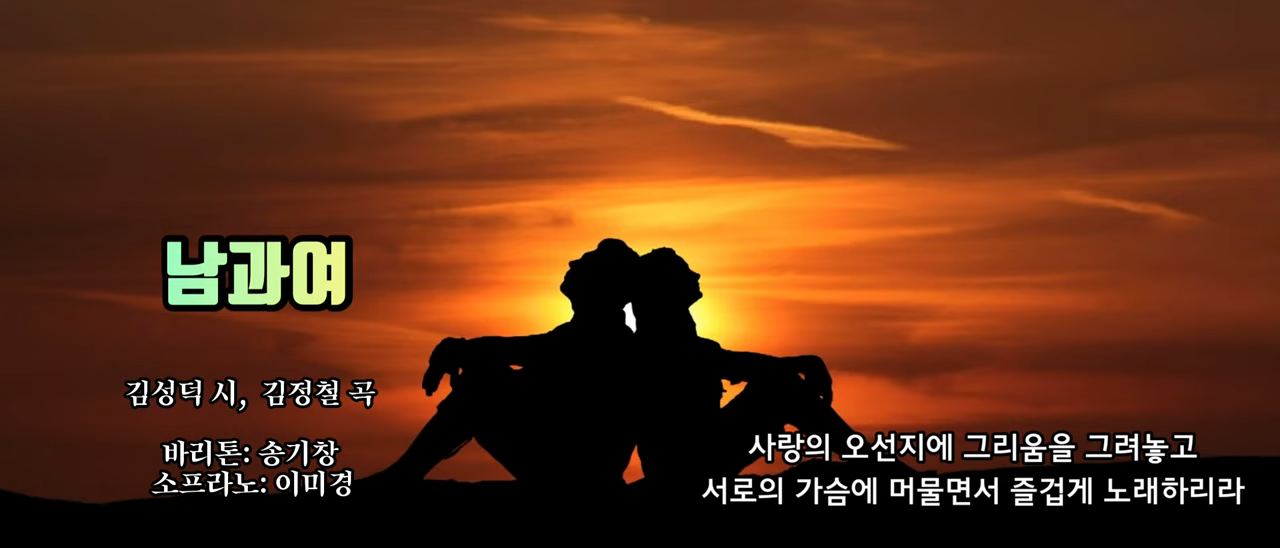 남과여
김성덕 시, 김정철 곡
바리톤: 송기창
소프라노: 이미경
사랑의 오선지에 그리움을 그려놓고
서로의 가슴에 머물면서 즐겁게 노래하리라